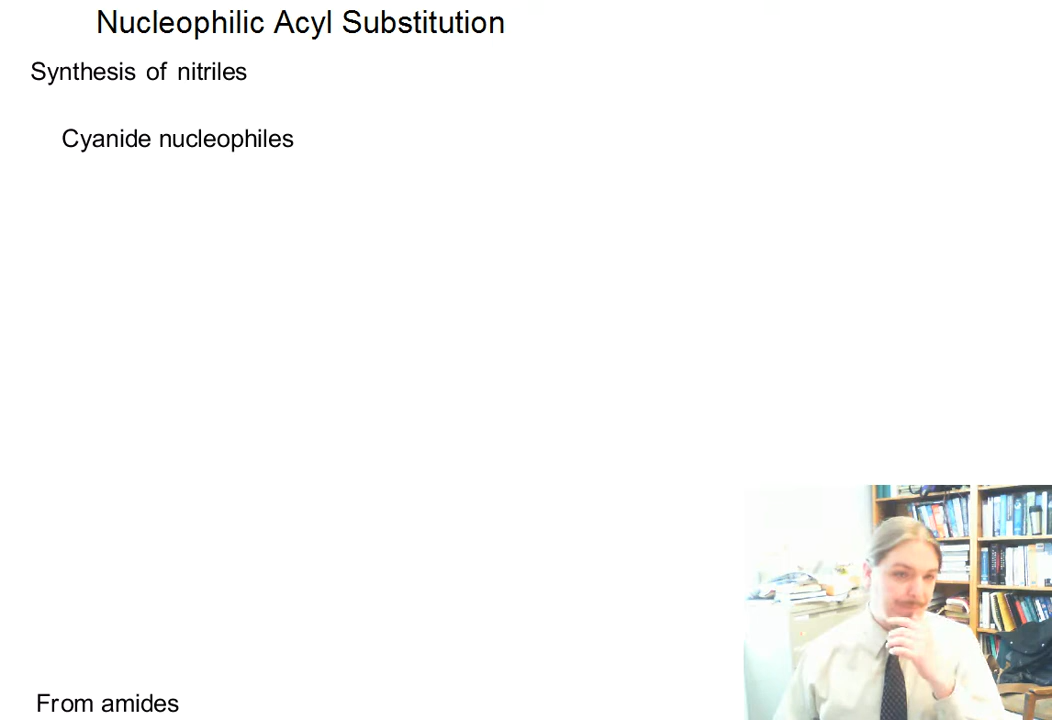 Nucleophilic Acyl Substitution
Synthesis of nitriles
Cyanide nucleophiles
From amides